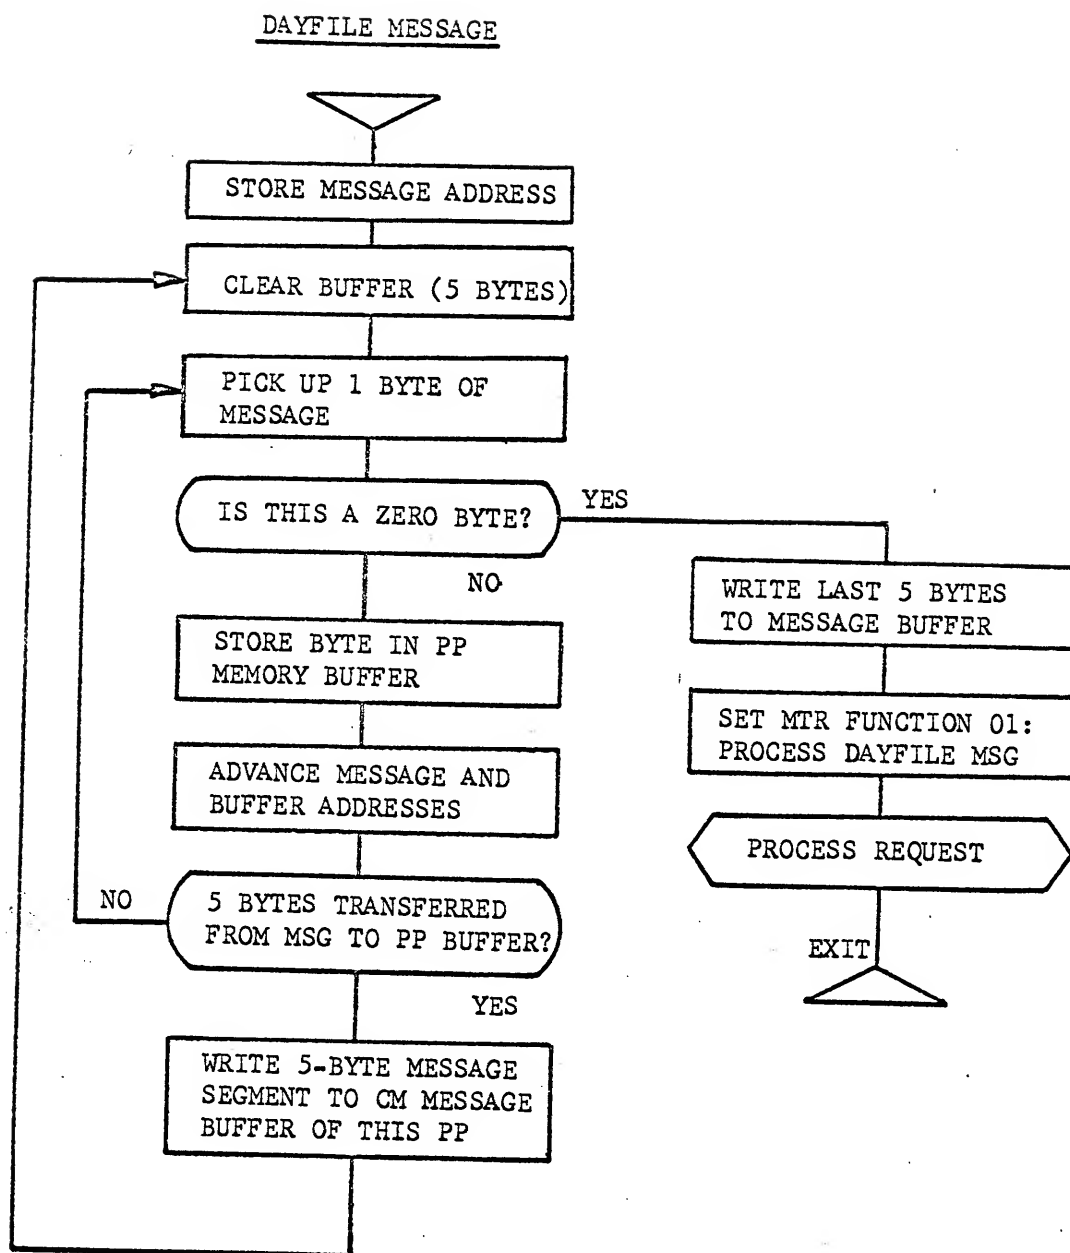 DAYFILE MESSAGE
STORE MESSAGE ADDRESS
CLEAR BUFFER (5 BYTES)
PICK UP 1 BYTE OF
MESSAGE
IS THIS A ZERO BYTE?
YES
NO
STORE BYTE IN PP
MEMORY BUFFER
ADVANCE MESSAGE AND
BUFFER ADDRESSES
NO
5 BYTES TRANSFERRED
FROM MSG TO PP BUFFER?
YES
WRITE 5-BYTE MESSAGE
SEGMENT TO CM MESSAGE
BUFFER OF THIS PP
WRITE LAST 5 BYTES
TO MESSAGE BUFFER
SET MTR FUNCTION 01:
PROCESS DAYFILE MSG
PROCESS REQUEST
EXIT